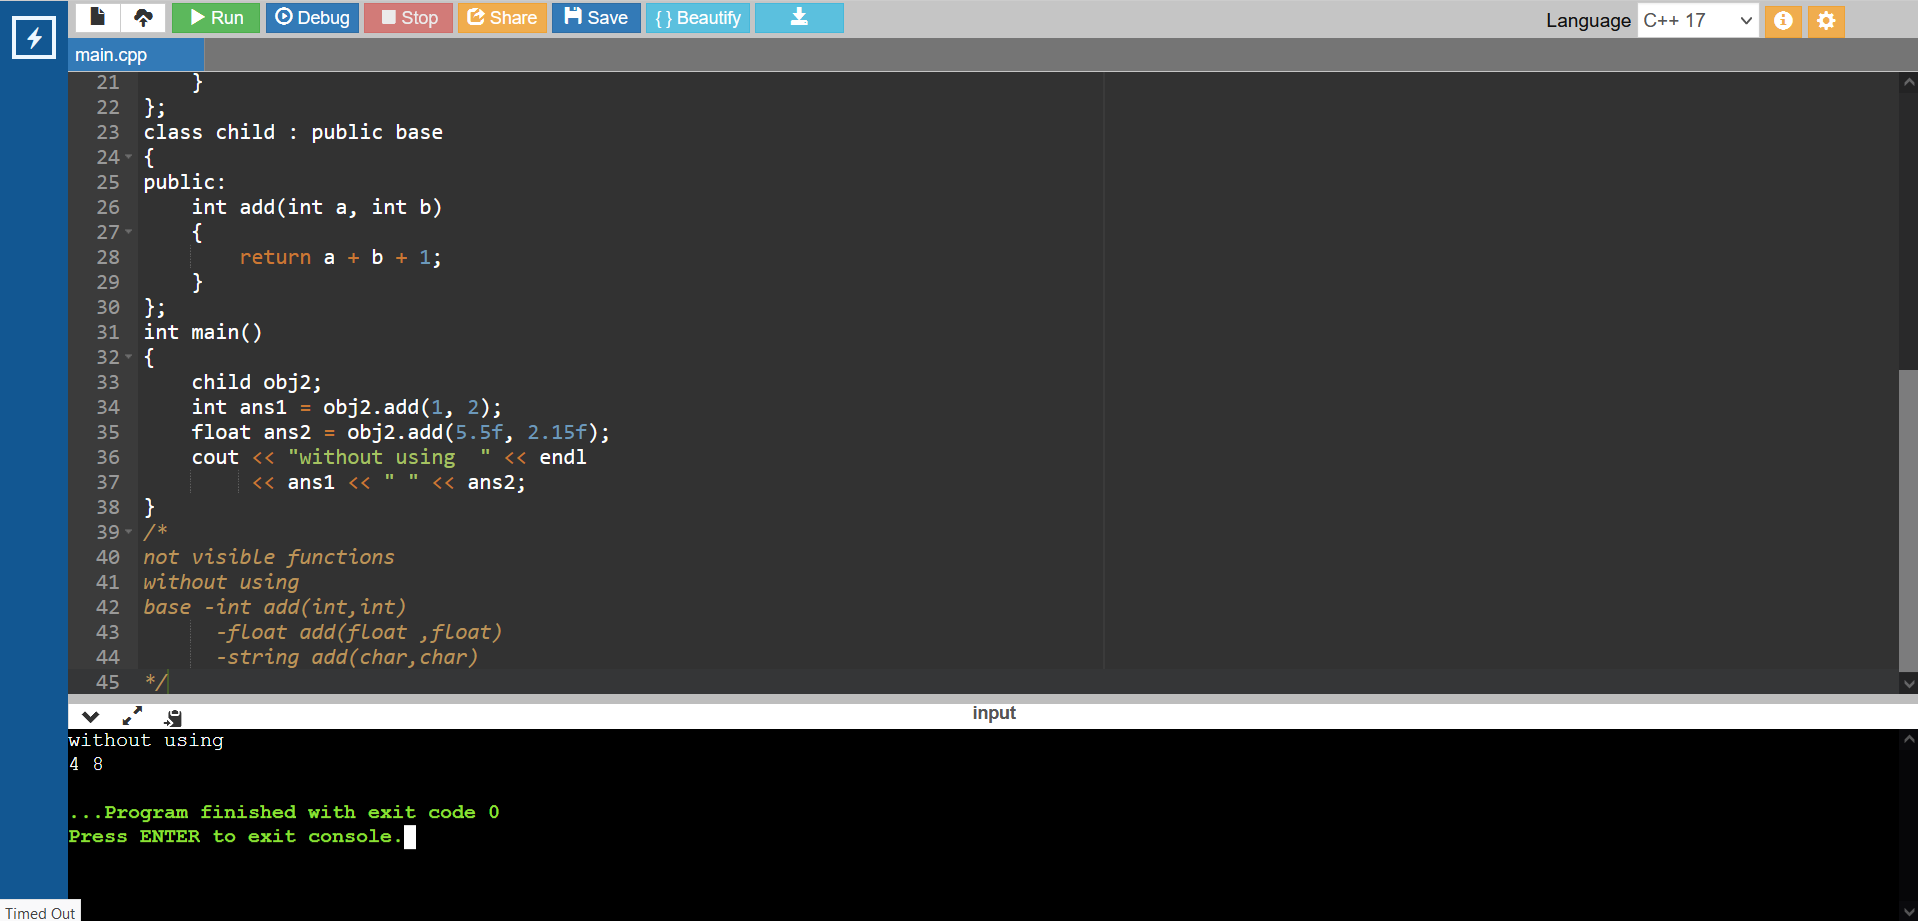 Run Debug Stop Share Save { } Beautify Language C++ 17
main.cpp
21 }
22 };
23 class child : public base
24 {
25 public:
26 int add(int a, int b)
27 {
28 return a + b + 1;
29 }
30 };
31 int main()
32 {
33 child obj2;
34 int ans1 = obj2.add(1, 2);
35 float ans2 = obj2.add(5.5f, 2.15f);
36 cout << "without using  " << endl
37 << ans1 << " " << ans2;
38 }
39 /*
40 not visible functions
41 without using
42 base -int add(int,int)
43 -float add(float ,float)
44 -string add(char,char)
45 */
input
without using
4 8
...Program finished with exit code 0
Press ENTER to exit console.
Timed Out